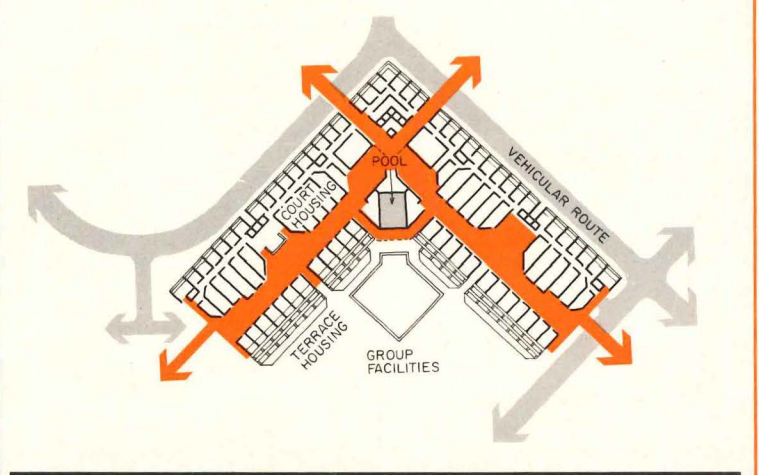 POOL
COURT
HOUSING
VEHICULAR ROUTE
TERRACE
HOUSING
GROUP
FACILITIES